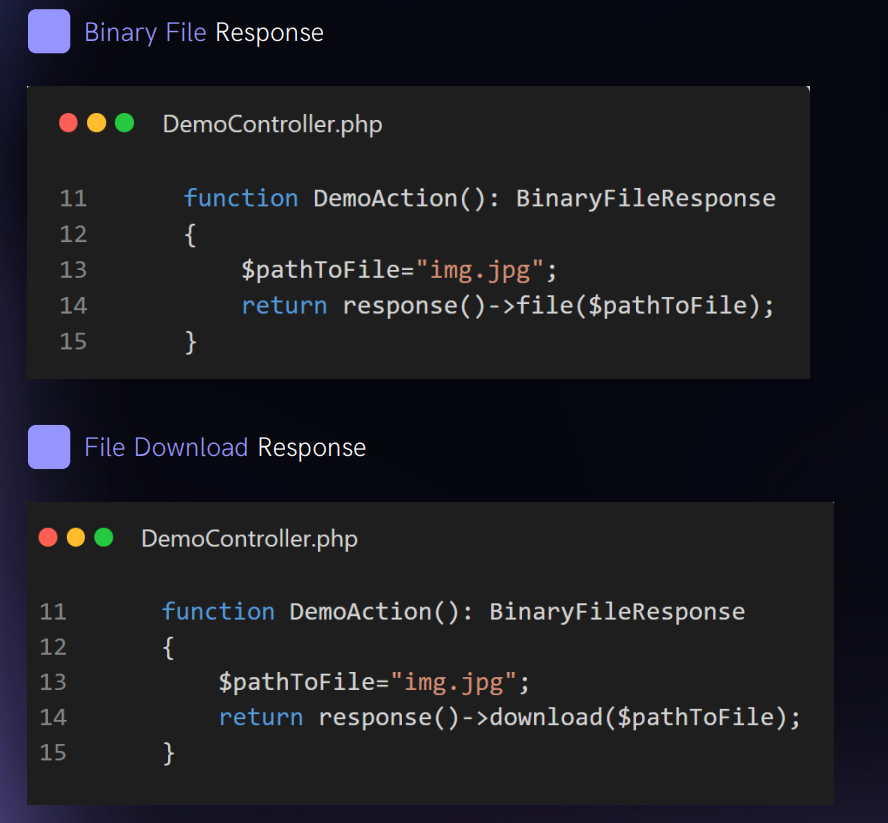 Binary File Response
DemoController.php
11 function DemoAction(): BinaryFileResponse
12 {
13 $pathToFile="img.jpg";
14 return response()->file($pathToFile);
15 }
File Download Response
DemoController.php
11 function DemoAction(): BinaryFileResponse
12 {
13 $pathToFile="img.jpg";
14 return response()->download($pathToFile);
15 }